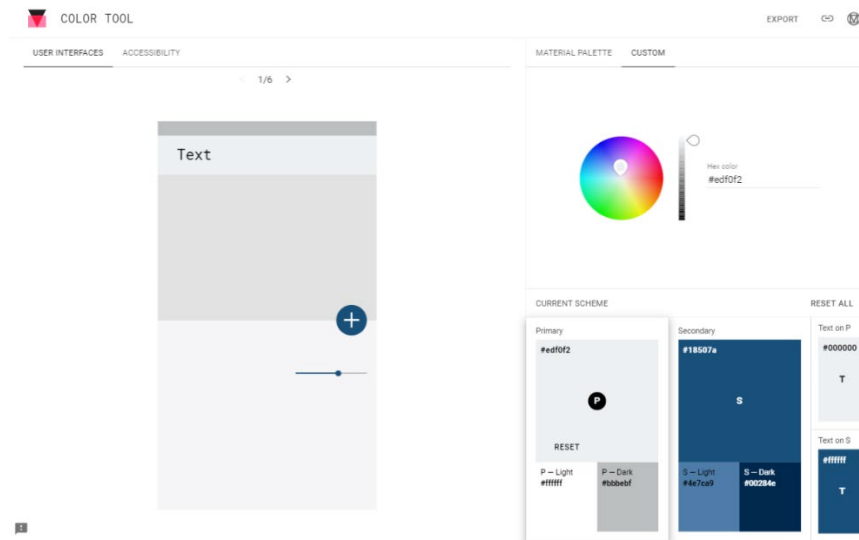 COLOR TOOL
EXPORT
USER INTERFACES ACCESSIBILITY
1/6
Text
MATERIAL PALETTE CUSTOM
Hex color
#edf0f2
CURRENT SCHEME RESET ALL
Primary
#edf0f2
P
RESET
P — Light
#ffffff
P — Dark
#bbbebf
Secondary
#18507a
S
S — Light
#4e7ca9
S — Dark
#00284e
Text on P
#000000
T
Text on S
#ffffff
T